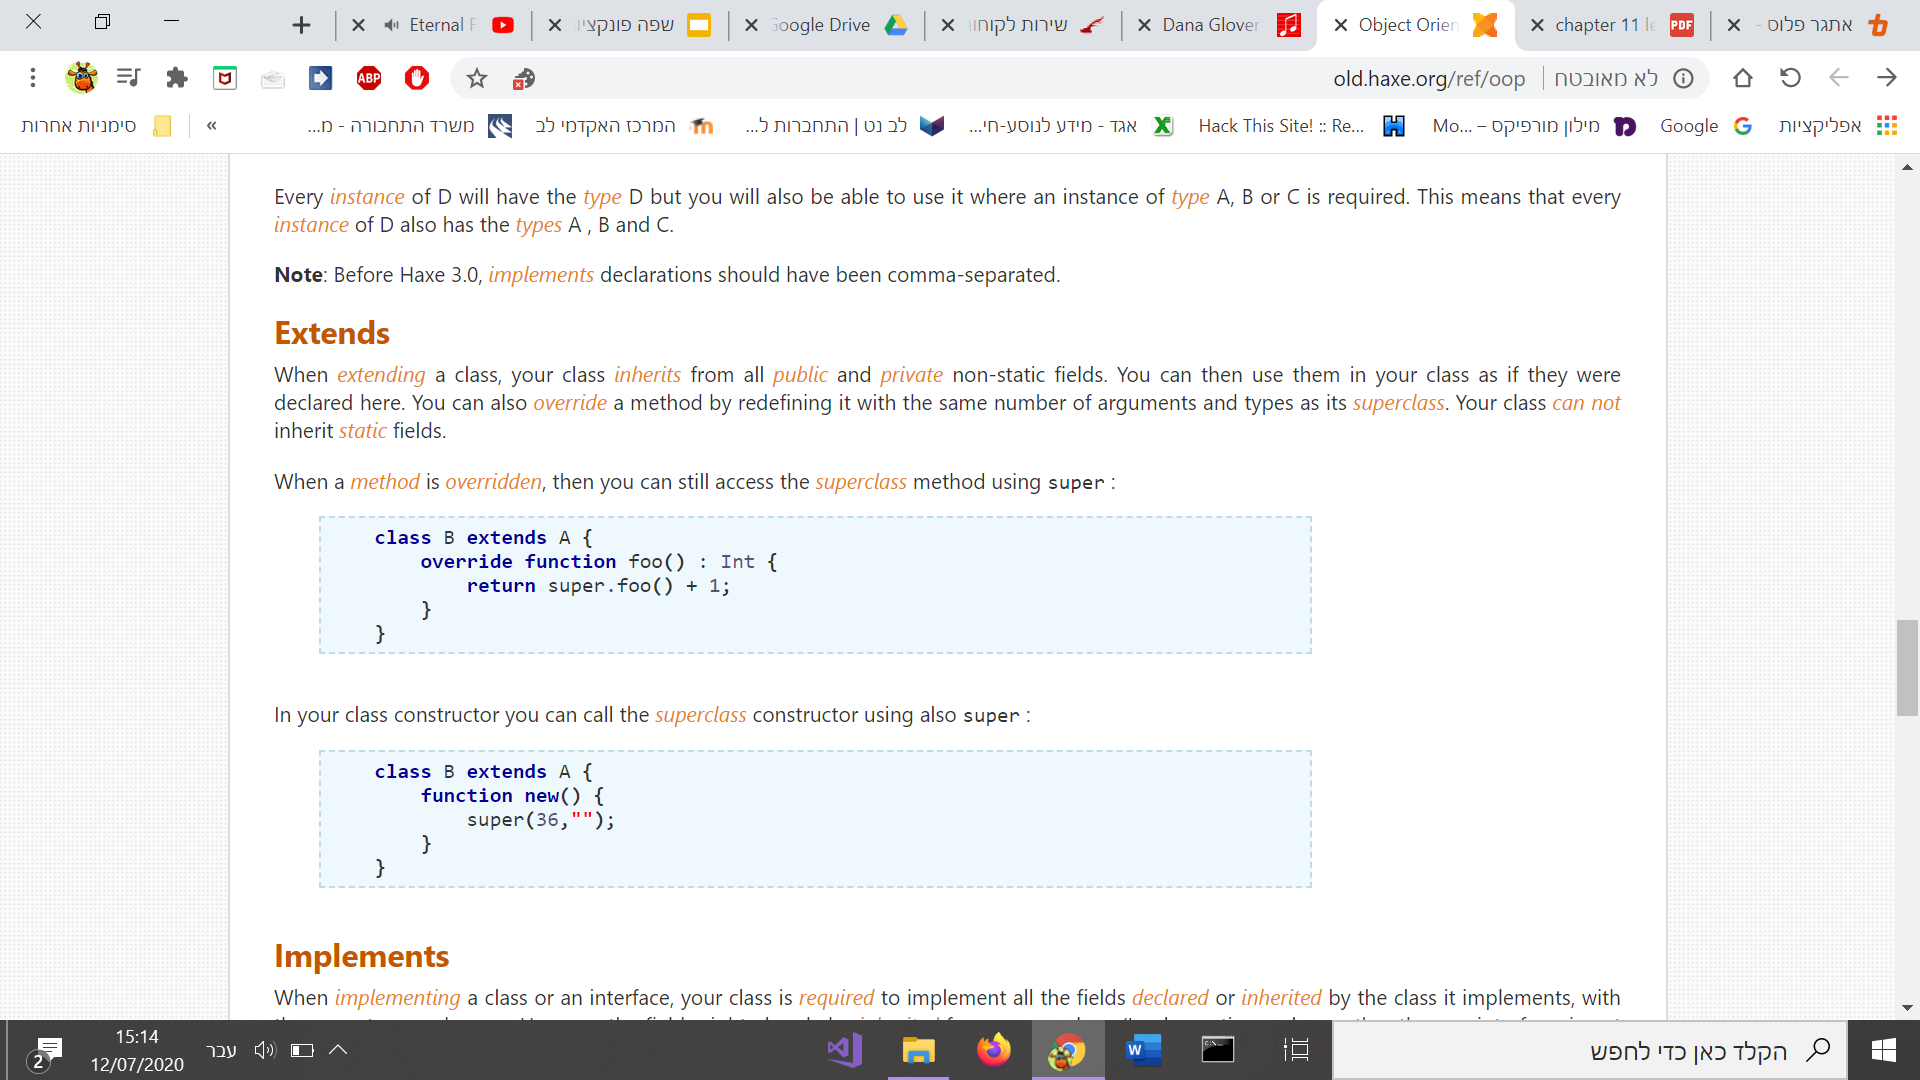 Eternal F
שפה פונקצי
Google Drive
שירות לקוחו
Dana Glover
Object Orien
chapter 11 le
אתגר פלוס -
ABP
old.haxe.org/ref/oop
לא מאובטח
סימניות אחרות
«
משרד התחבורה - מ...
המרכז האקדמי לב
לב נט | התחברות ל...
אגד - מידע לנוסע-חי...
Hack This Site! :: Re...
מילון מורפיקס – Mo...
Google
אפליקציות
Every instance of D will have the type D but you will also be able to use it where an instance of type A, B or C is required. This means that every
instance of D also has the types A , B and C.
Note: Before Haxe 3.0, implements declarations should have been comma-separated.
Extends
When extending a class, your class inherits from all public and private non-static fields. You can then use them in your class as if they were
declared here. You can also override a method by redefining it with the same number of arguments and types as its superclass. Your class can not
inherit static fields.
When a method is overridden, then you can still access the superclass method using super :
class B extends A {
override function foo() : Int {
return super.foo() + 1;
}
}
In your class constructor you can call the superclass constructor using also super :
class B extends A {
function new() {
super(36,"");
}
}
Implements
When implementing a class or an interface, your class is required to implement all the fields declared or inherited by the class it implements, with
2
15:14
12/07/2020
עבר
הקלד כאן כדי לחפש